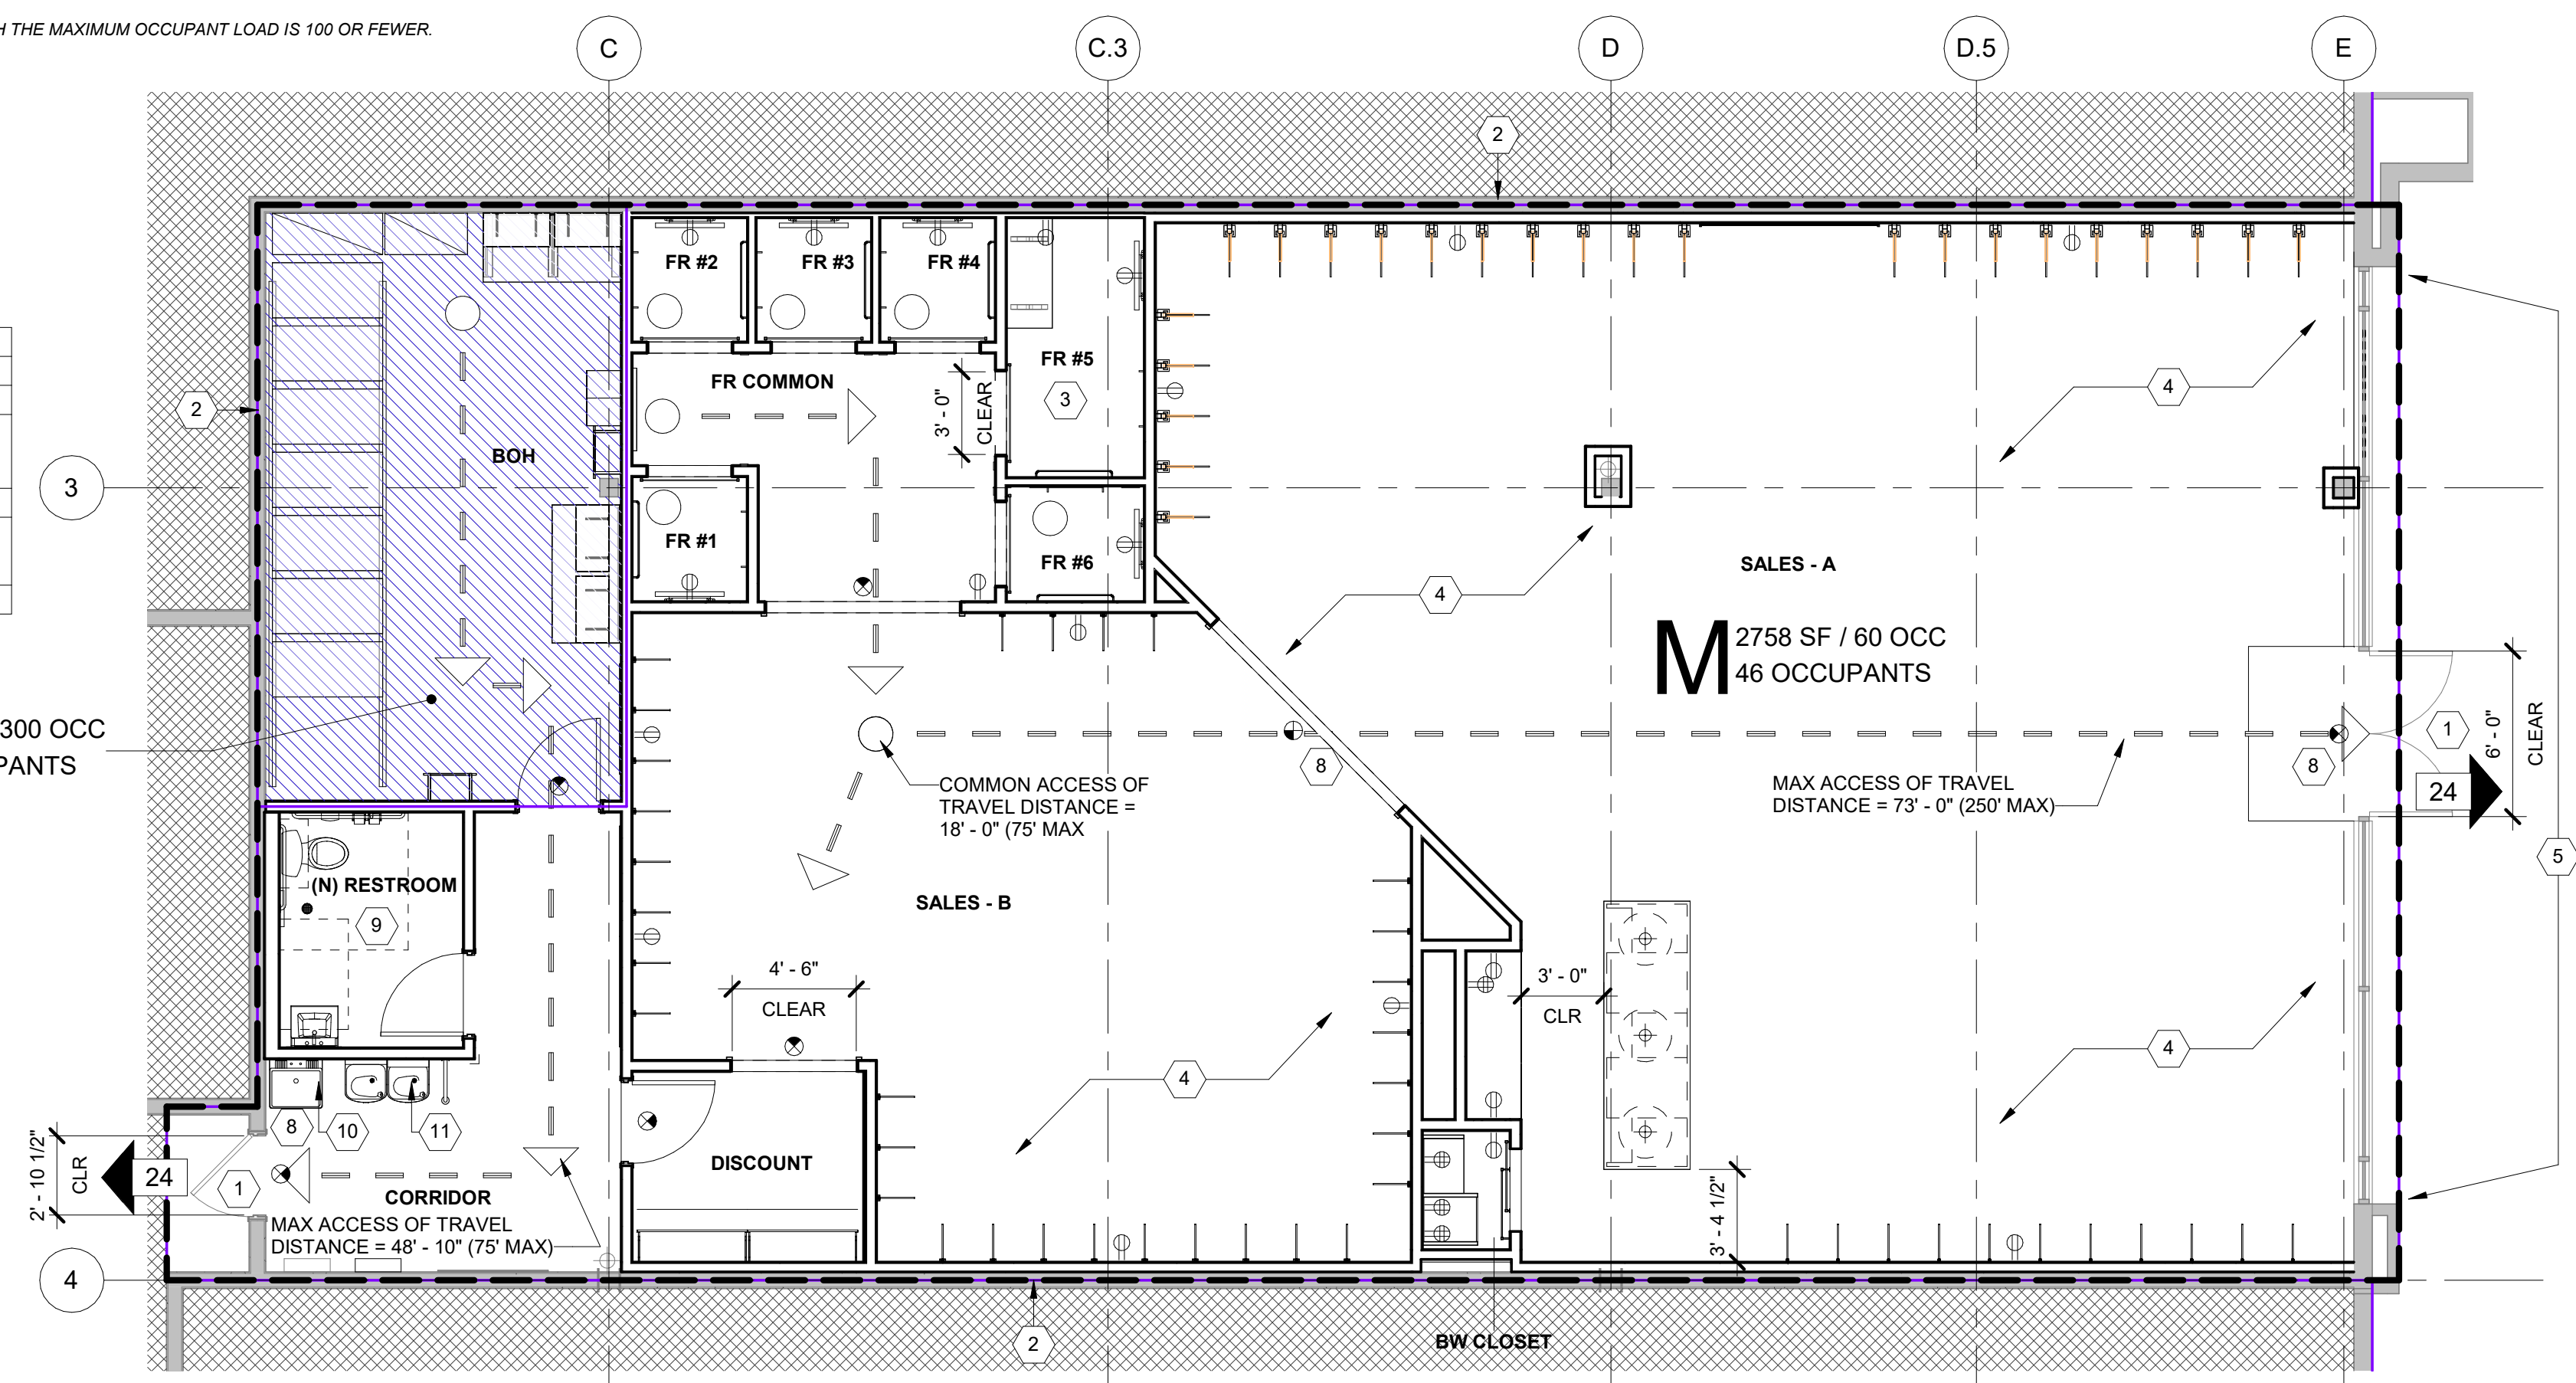 H THE MAXIMUM OCCUPANT LOAD IS 100 OR FEWER.
C
C.3
D
D.5
E
2
FR #2
FR #3
FR #4
FR #5
3
FR COMMON
3' - 0"
CLEAR
4
2
BOH
3
FR #1
FR #6
SALES - A
4
M
2758 SF / 60 OCC
46 OCCUPANTS
300 OCC
PANTS
COMMON ACCESS OF
TRAVEL DISTANCE =
18' - 0" (75' MAX
8
MAX ACCESS OF TRAVEL
DISTANCE = 73' - 0" (250' MAX)
8
1
24
6' - 0"
CLEAR
5
(N) RESTROOM
9
SALES - B
4' - 6"
CLEAR
3' - 0"
CLR
4
4
8
10
11
2' - 10 1/2"
CLR
24
1
CORRIDOR
MAX ACCESS OF TRAVEL
DISTANCE = 48' - 10" (75' MAX)
DISCOUNT
3' - 4 1/2"
4
2
BW CLOSET